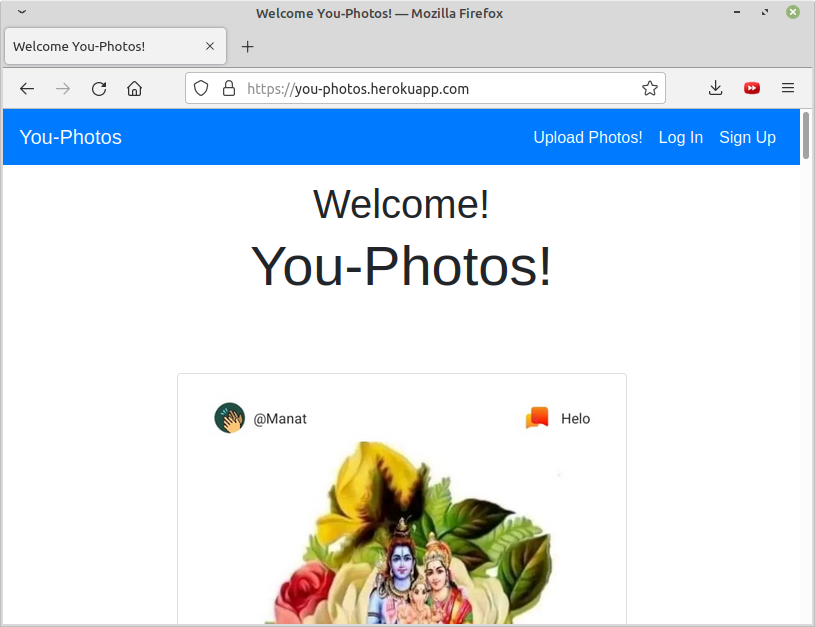 Welcome You-Photos! — Mozilla Firefox
Welcome You-Photos!
https://you-photos.herokuapp.com
You-Photos Upload Photos! Log In Sign Up
Welcome!
You-Photos!
@Manat Helo